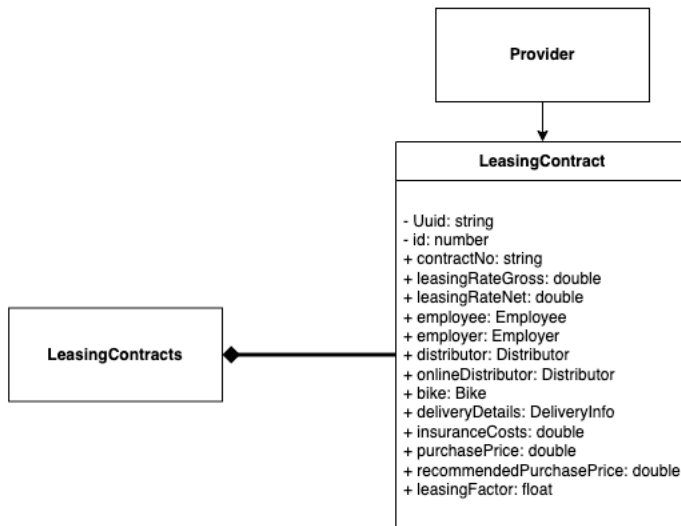 Provider
LeasingContract
- Uuid: string
- id: number
+ contractNo: string
+ leasingRateGross: double
+ leasingRateNet: double
+ employee: Employee
+ employer: Employer
+ distributor: Distributor
+ onlineDistributor: Distributor
+ bike: Bike
+ deliveryDetails: DeliveryInfo
+ insuranceCosts: double
+ purchasePrice: double
+ recommendedPurchasePrice: double
+ leasingFactor: float
LeasingContracts